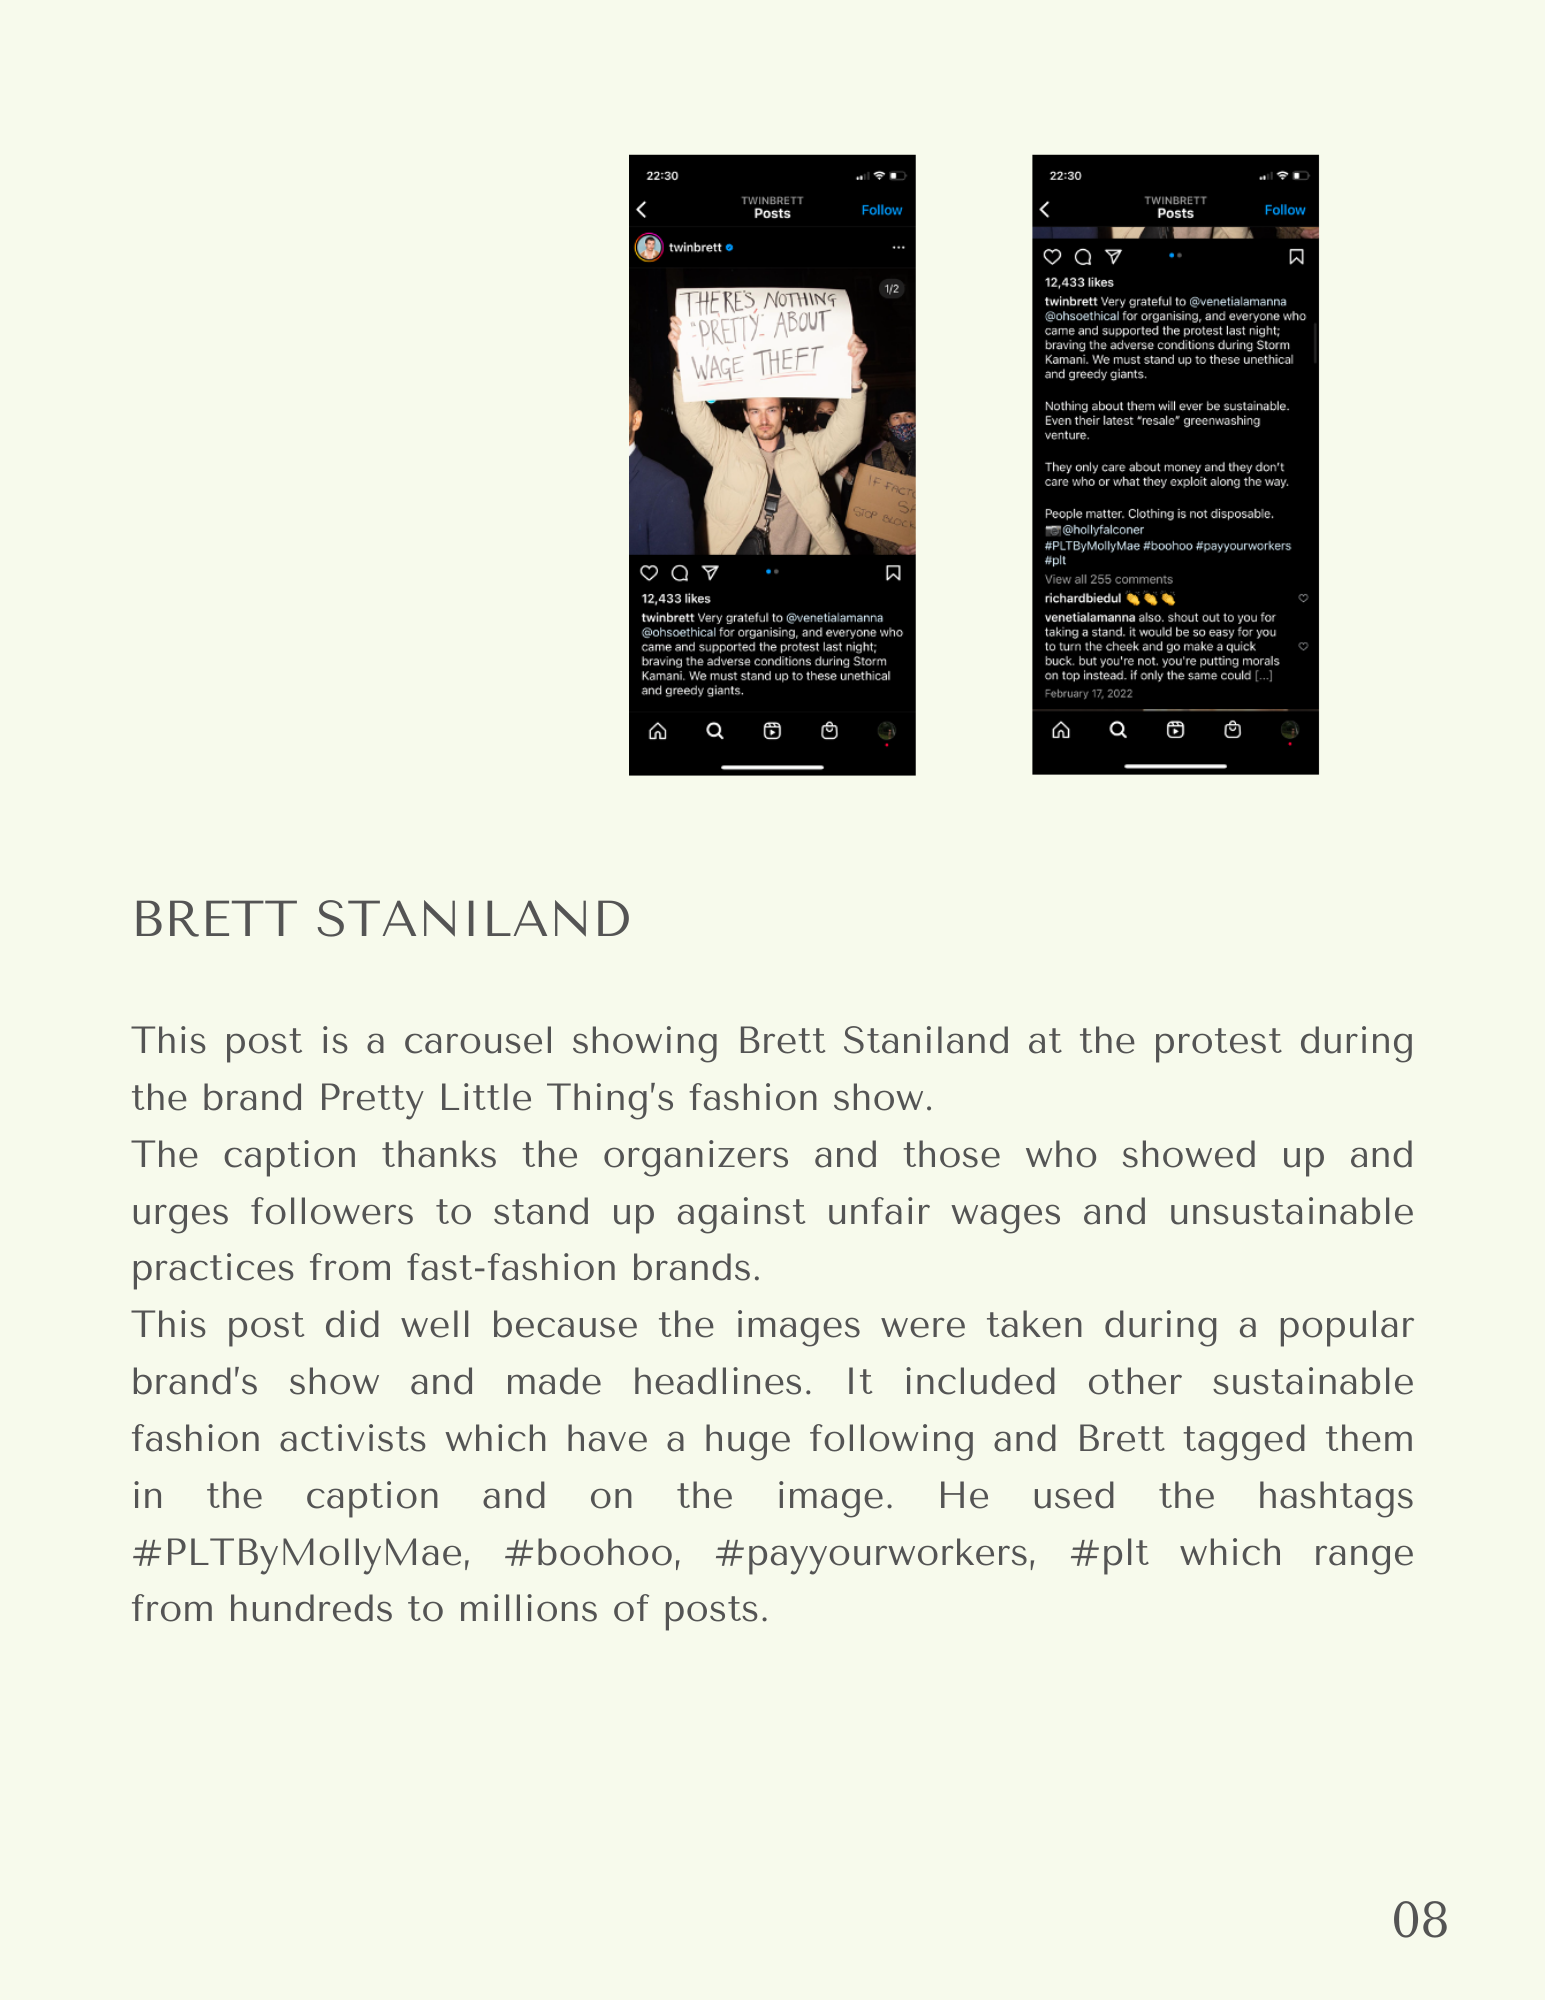 22:30
TWINBRETT
Posts
Follow
twinbrett
1/2
THERE'S NOTHING
"PRETTY" ABOUT
WAGE THEFT
IF FACT
STOP BLOCK
12,433 likes
twinbrett Very grateful to @venetialamanna
@ohsoethical for organising, and everyone who
came and supported the protest last night;
braving the adverse conditions during Storm
Kamani. We must stand up to these unethical
and greedy giants.
22:30
TWINBRETT
Posts
Follow
12,433 likes
twinbrett Very grateful to @venetialamanna
@ohsoethical for organising, and everyone who
came and supported the protest last night;
braving the adverse conditions during Storm
Kamani. We must stand up to these unethical
and greedy giants.
Nothing about them will ever be sustainable.
Even their latest “resale” greenwashing
venture.
They only care about money and they don’t
care who or what they exploit along the way.
People matter. Clothing is not disposable.
📷@hollyfalconer
#PLTByMollyMae #boohoo #payyourworkers
#plt
View all 255 comments
richardbiedul 👏👏👏
venetialamanna also. shout out to you for
taking a stand. it would be so easy for you
to turn the cheek and go make a quick
buck. but you're not. you're putting morals
on top instead. if only the same could [...]
February 17, 2022
BRETT STANILAND
This post is a carousel showing Brett Staniland at the protest during
the brand Pretty Little Thing's fashion show.
The caption thanks the organizers and those who showed up and
urges followers to stand up against unfair wages and unsustainable
practices from fast-fashion brands.
This post did well because the images were taken during a popular
brand's show and made headlines. It included other sustainable
fashion activists which have a huge following and Brett tagged them
in the caption and on the image. He used the hashtags
#PLTByMollyMae, #boohoo, #payyourworkers, #plt which range
from hundreds to millions of posts.
08